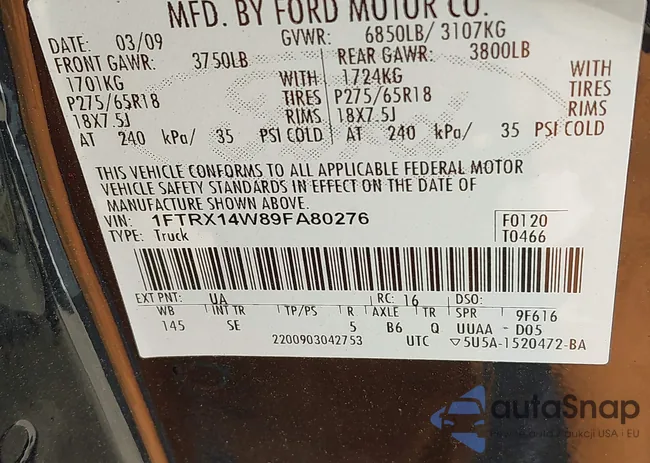 MFD. BY FORD MOTOR CO.
DATE: 03/09 GVWR: 6850LB/ 3107KG
FRONT GAWR: 3750LB REAR GAWR: 3800LB
1701KG WITH 1724KG WITH
P275/65R18 TIRES P275/65R18 TIRES
18X7.5J RIMS 18X7.5J RIMS
AT 240 kPa/ 35 PSI COLD AT 240 kPa/ 35 PSI COLD
THIS VEHICLE CONFORMS TO ALL APPLICABLE FEDERAL MOTOR
VEHICLE SAFETY STANDARDS IN EFFECT ON THE DATE OF
MANUFACTURE SHOWN ABOVE.
VIN: 1FTRX14W89FA80276 F0120
TYPE: Truck T0466
EXT PNT: UA RC: 16 DSO:
WB INT TR TP/PS R AXLE TR SPR 9F616
145 SE 5 B6 Q UUAA D05
2200903042753 UTC ▽5U5A-1520472-BA
autoSnap
aukcji USA i EU